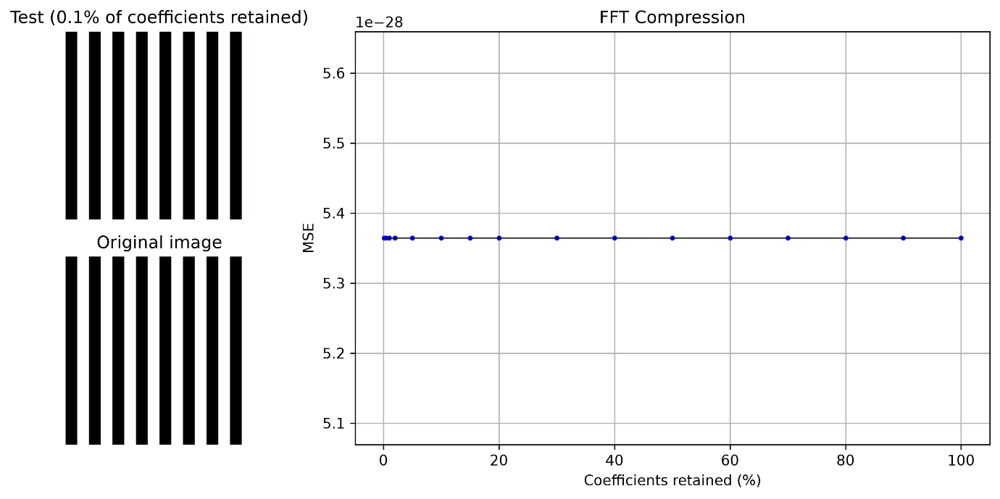 Test (0.1% of coefficients retained)
Original image
FFT Compression
1e−28
5.6
5.5
5.4
5.3
5.2
5.1
MSE
0 20 40 60 80 100
Coefficients retained (%)